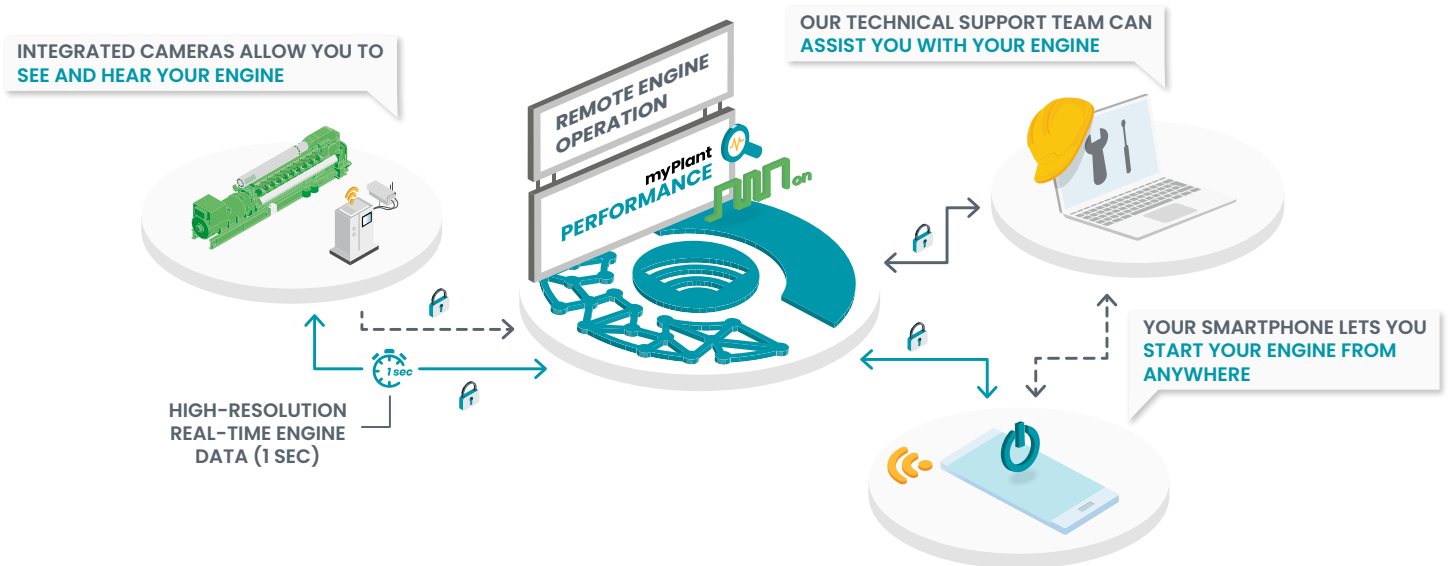 INTEGRATED CAMERAS ALLOW YOU TO
SEE AND HEAR YOUR ENGINE
OUR TECHNICAL SUPPORT TEAM CAN
ASSIST YOU WITH YOUR ENGINE
REMOTE ENGINE
OPERATION
myPlant
PERFORMANCE
on
1 sec
HIGH-RESOLUTION
REAL-TIME ENGINE
DATA (1 SEC)
YOUR SMARTPHONE LETS YOU
START YOUR ENGINE FROM
ANYWHERE